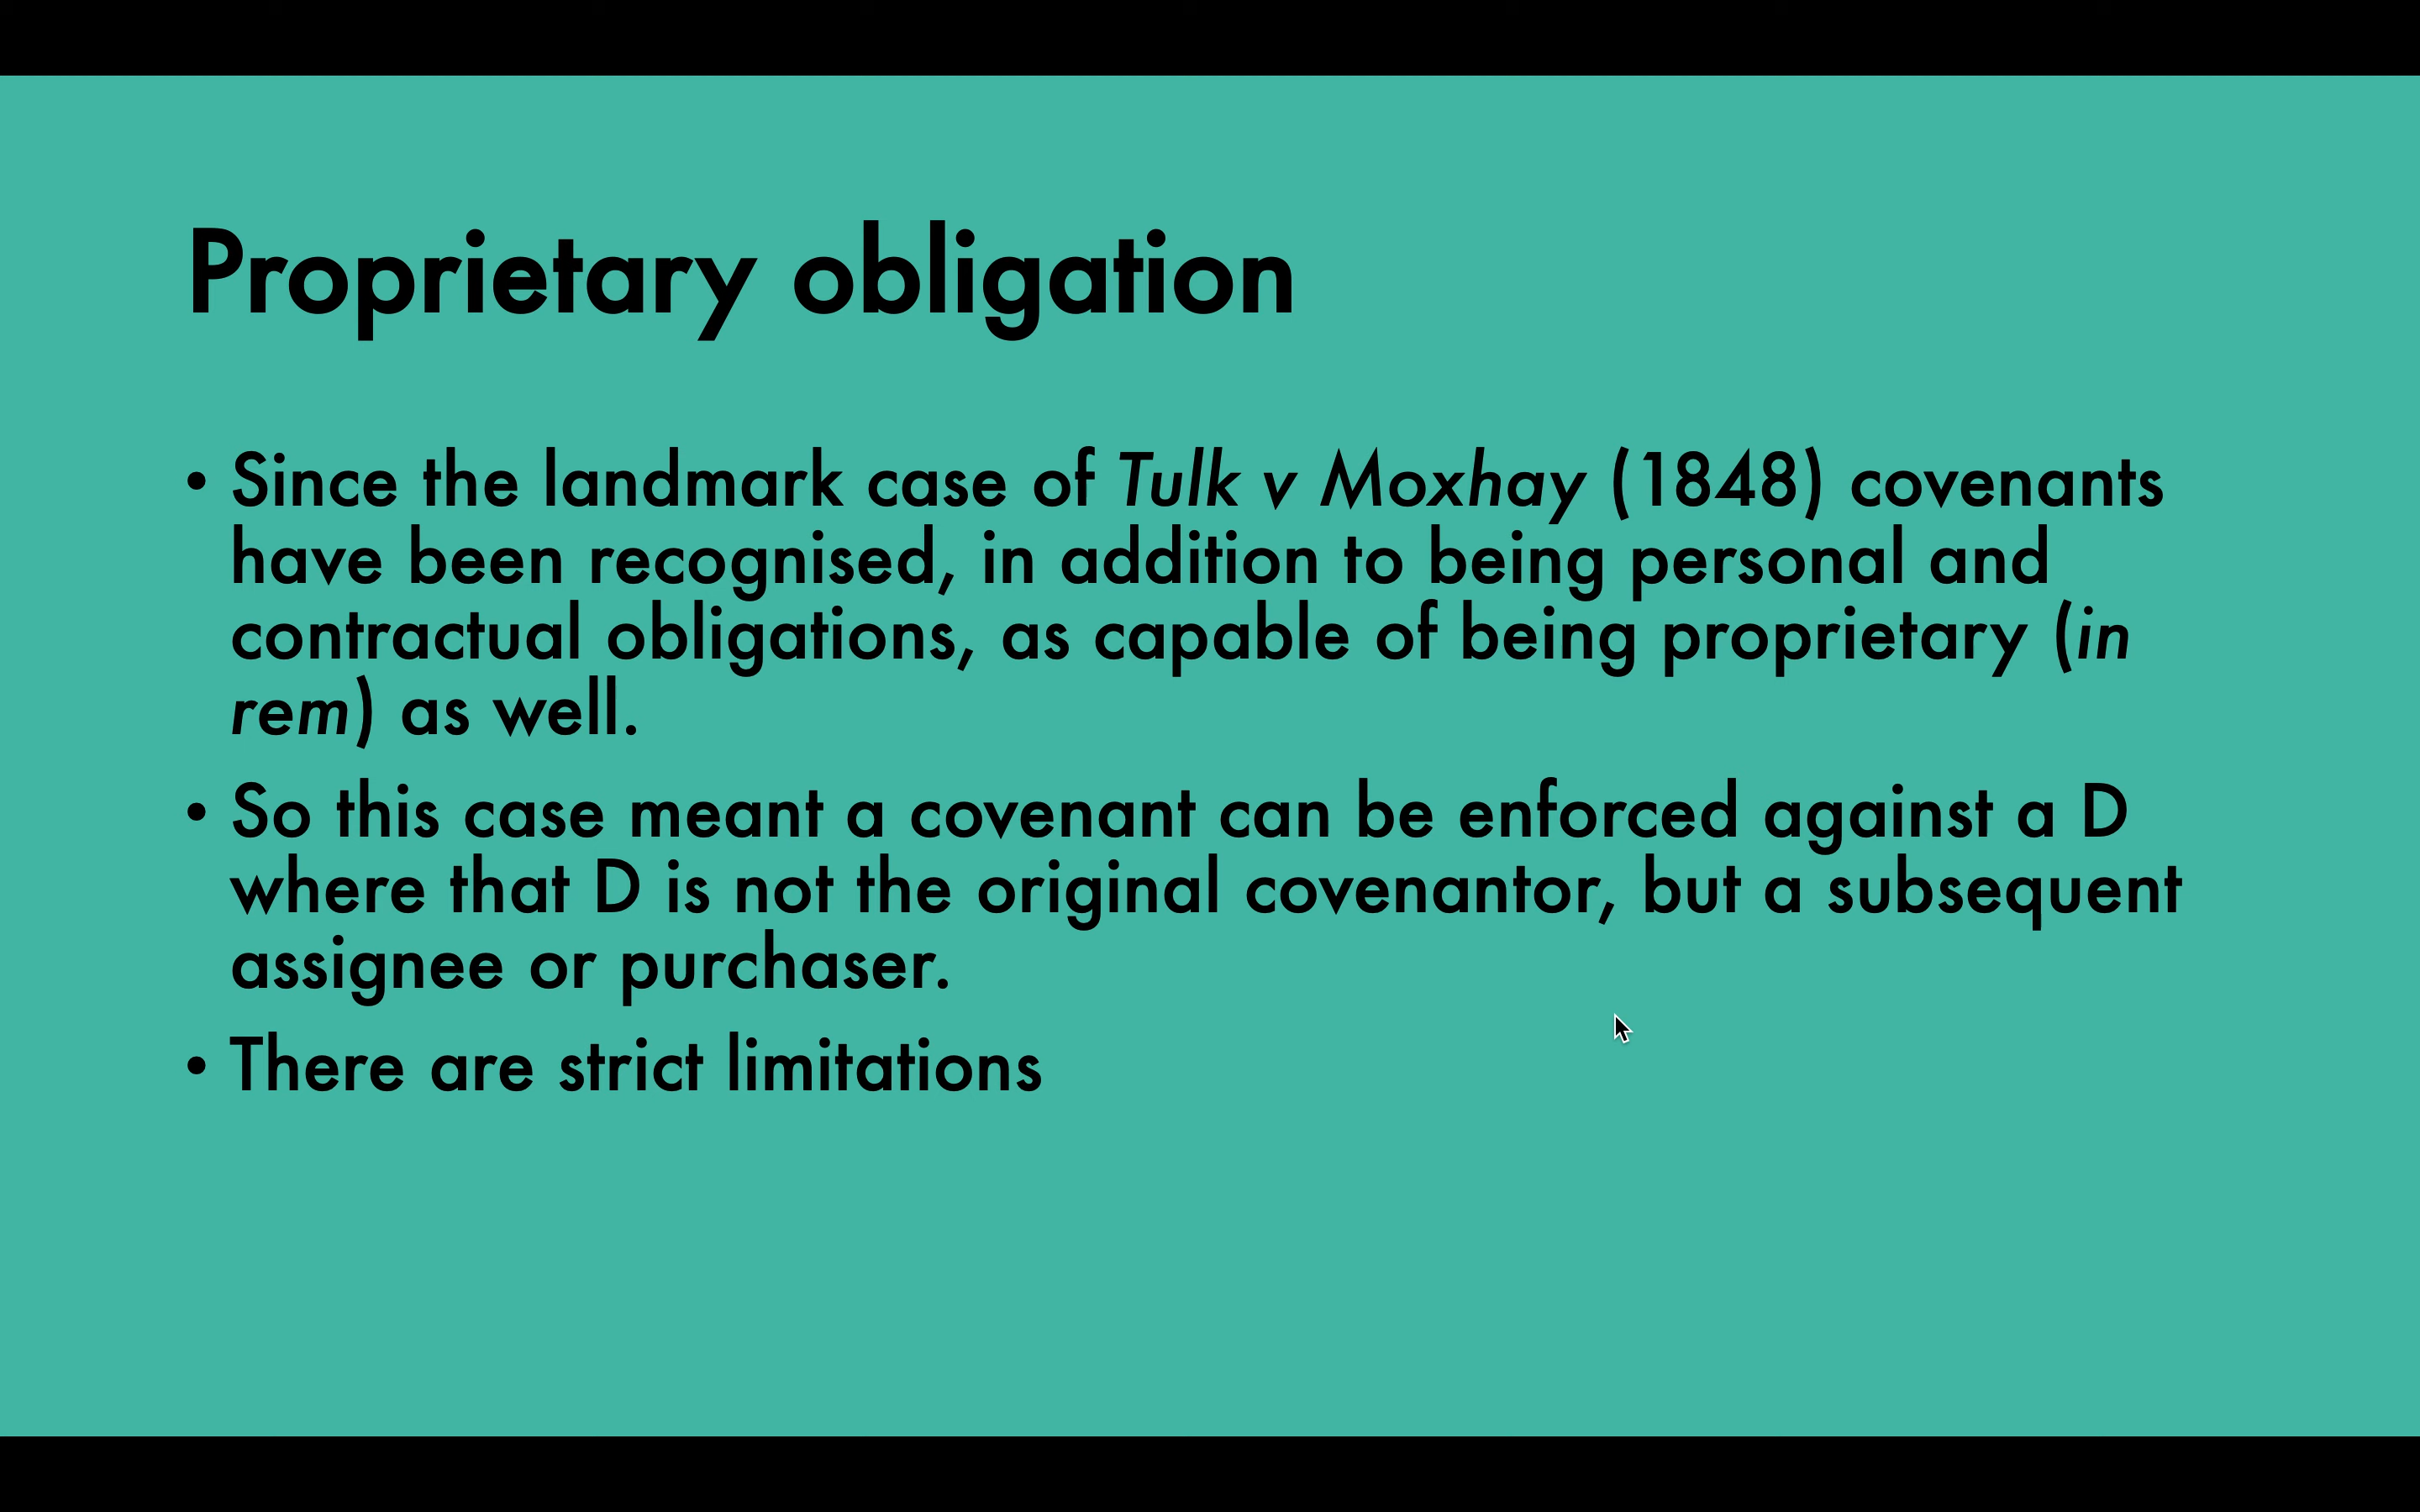 Proprietary obligation
• Since the landmark case of Tulk v Moxhay (1848) covenants
have been recognised, in addition to being personal and
contractual obligations, as capable of being proprietary (in
rem) as well.
• So this case meant a covenant can be enforced against a D
where that D is not the original covenantor, but a subsequent
assignee or purchaser.
• There are strict limitations